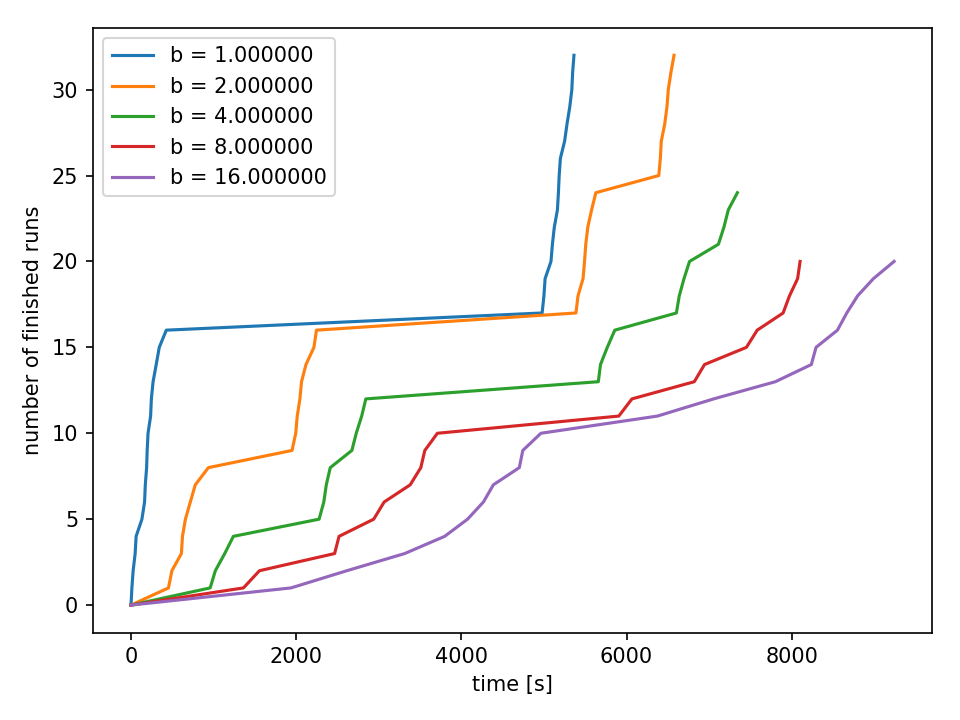 b = 1.000000
b = 2.000000
b = 4.000000
b = 8.000000
b = 16.000000
30
25
20
15
10
5
0
number of finished runs
0 2000 4000 6000 8000
time [s]